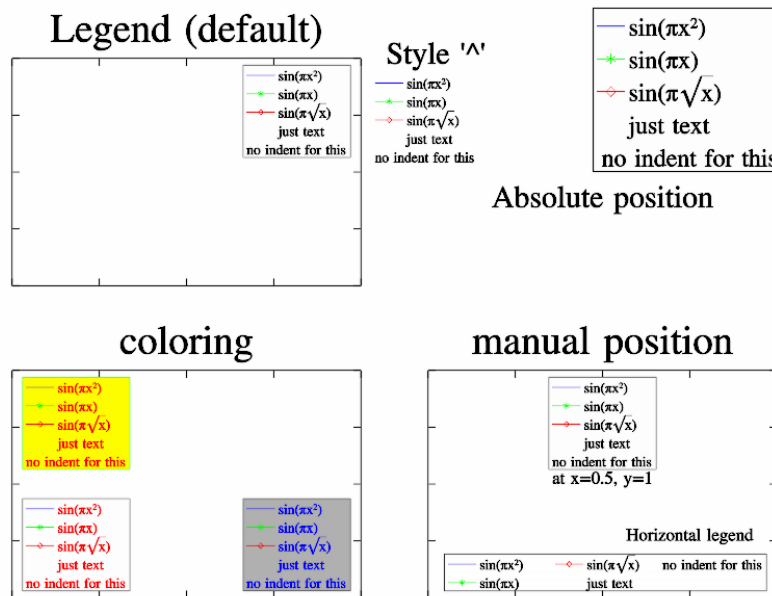 Legend (default)
sin(πx²)
sin(πx)
sin(π√x)
just text
no indent for this
Style '^'
sin(πx²)
sin(πx)
sin(π√x)
just text
no indent for this
sin(πx²)
sin(πx)
sin(π√x)
just text
no indent for this
Absolute position
coloring
sin(πx²)
sin(πx)
sin(π√x)
just text
no indent for this
sin(πx²)
sin(πx)
sin(π√x)
just text
no indent for this
sin(πx²)
sin(πx)
sin(π√x)
just text
no indent for this
manual position
sin(πx²)
sin(πx)
sin(π√x)
just text
no indent for this
at x=0.5, y=1
Horizontal legend
sin(πx²) sin(π√x) no indent for this
sin(πx) just text